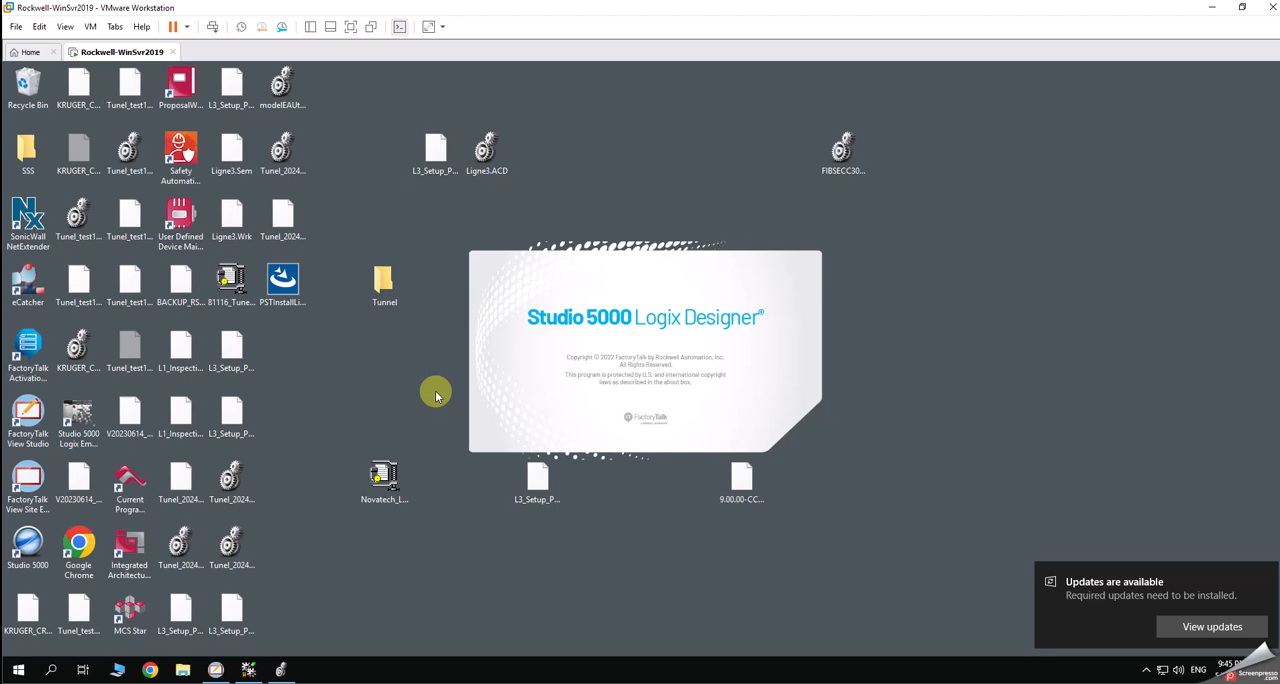 Rockwell-WinSvr2019 - VMware Workstation
File Edit View VM Tabs Help
Home Rockwell-WinSvr2019
Recycle Bin KRUGER_C... Tunel_test1... ProposalW... L3_Setup_P... modelEAUt...
SSS KRUGER_C... Tunel_test1... Safety Automati... Ligne3.Sem Tunel_2024... L3_Setup_P... Ligne3.ACD FIBSECC30...
SonicWall NetExtender Tunel_test1... Tunel_test1... User Defined Device Mai... Ligne3.Wrk Tunel_2024...
eCatcher Tunel_test1... Tunel_test1... BACKUP_RS... 81116_Tune... PSTInstallLi... Tunnel
FactoryTalk Activatio... KRUGER_C... Tunel_test1... L1_Inspecti... L3_Setup_P...
FactoryTalk View Studio Studio 5000 Logix Em... V20230614_... L1_Inspecti... L3_Setup_P...
FactoryTalk View Site E... V20230614_... Current Progra... Tunel_2024... Tunel_2024... Novatech_L... L3_Setup_P... 9.00.00-CC...
Studio 5000 Google Chrome Integrated Architectu... Tunel_2024... Tunel_2024...
KRUGER_CR... Tunel_test... MCS Star L3_Setup_P... L3_Setup_P...
Studio 5000 Logix Designer®
Copyright © 2022 FactoryTalk by Rockwell Automation, Inc.
All Rights Reserved.
This program is protected by U.S. and international copyright
laws as described in the about box.
FactoryTalk
Updates are available
Required updates need to be installed.
View updates
ENG
9:45
Screenpresso
.com